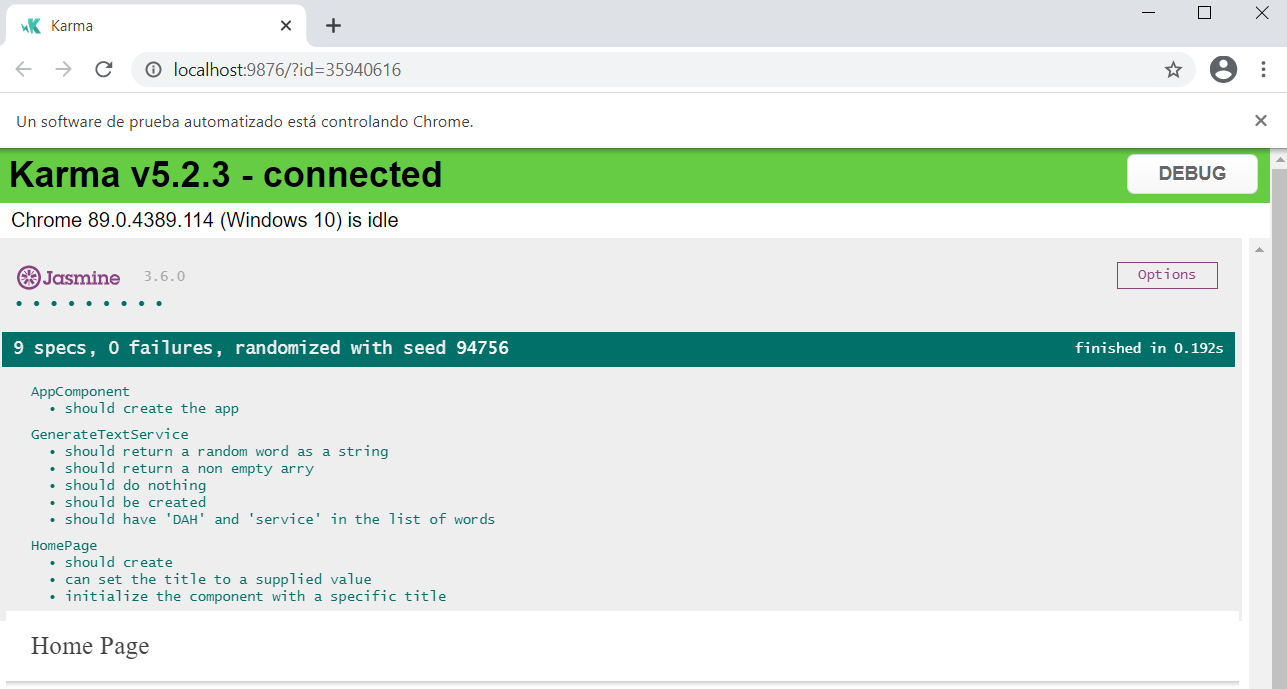 Karma
localhost:9876/?id=35940616
Un software de prueba automatizado está controlando Chrome.
Karma v5.2.3 - connected
DEBUG
Chrome 89.0.4389.114 (Windows 10) is idle
Jasmine 3.6.0
Options
9 specs, 0 failures, randomized with seed 94756
finished in 0.192s
AppComponent
• should create the app
GenerateTextService
• should return a random word as a string
• should return a non empty arry
• should do nothing
• should be created
• should have 'DAH' and 'service' in the list of words
HomePage
• should create
• can set the title to a supplied value
• initialize the component with a specific title
Home Page